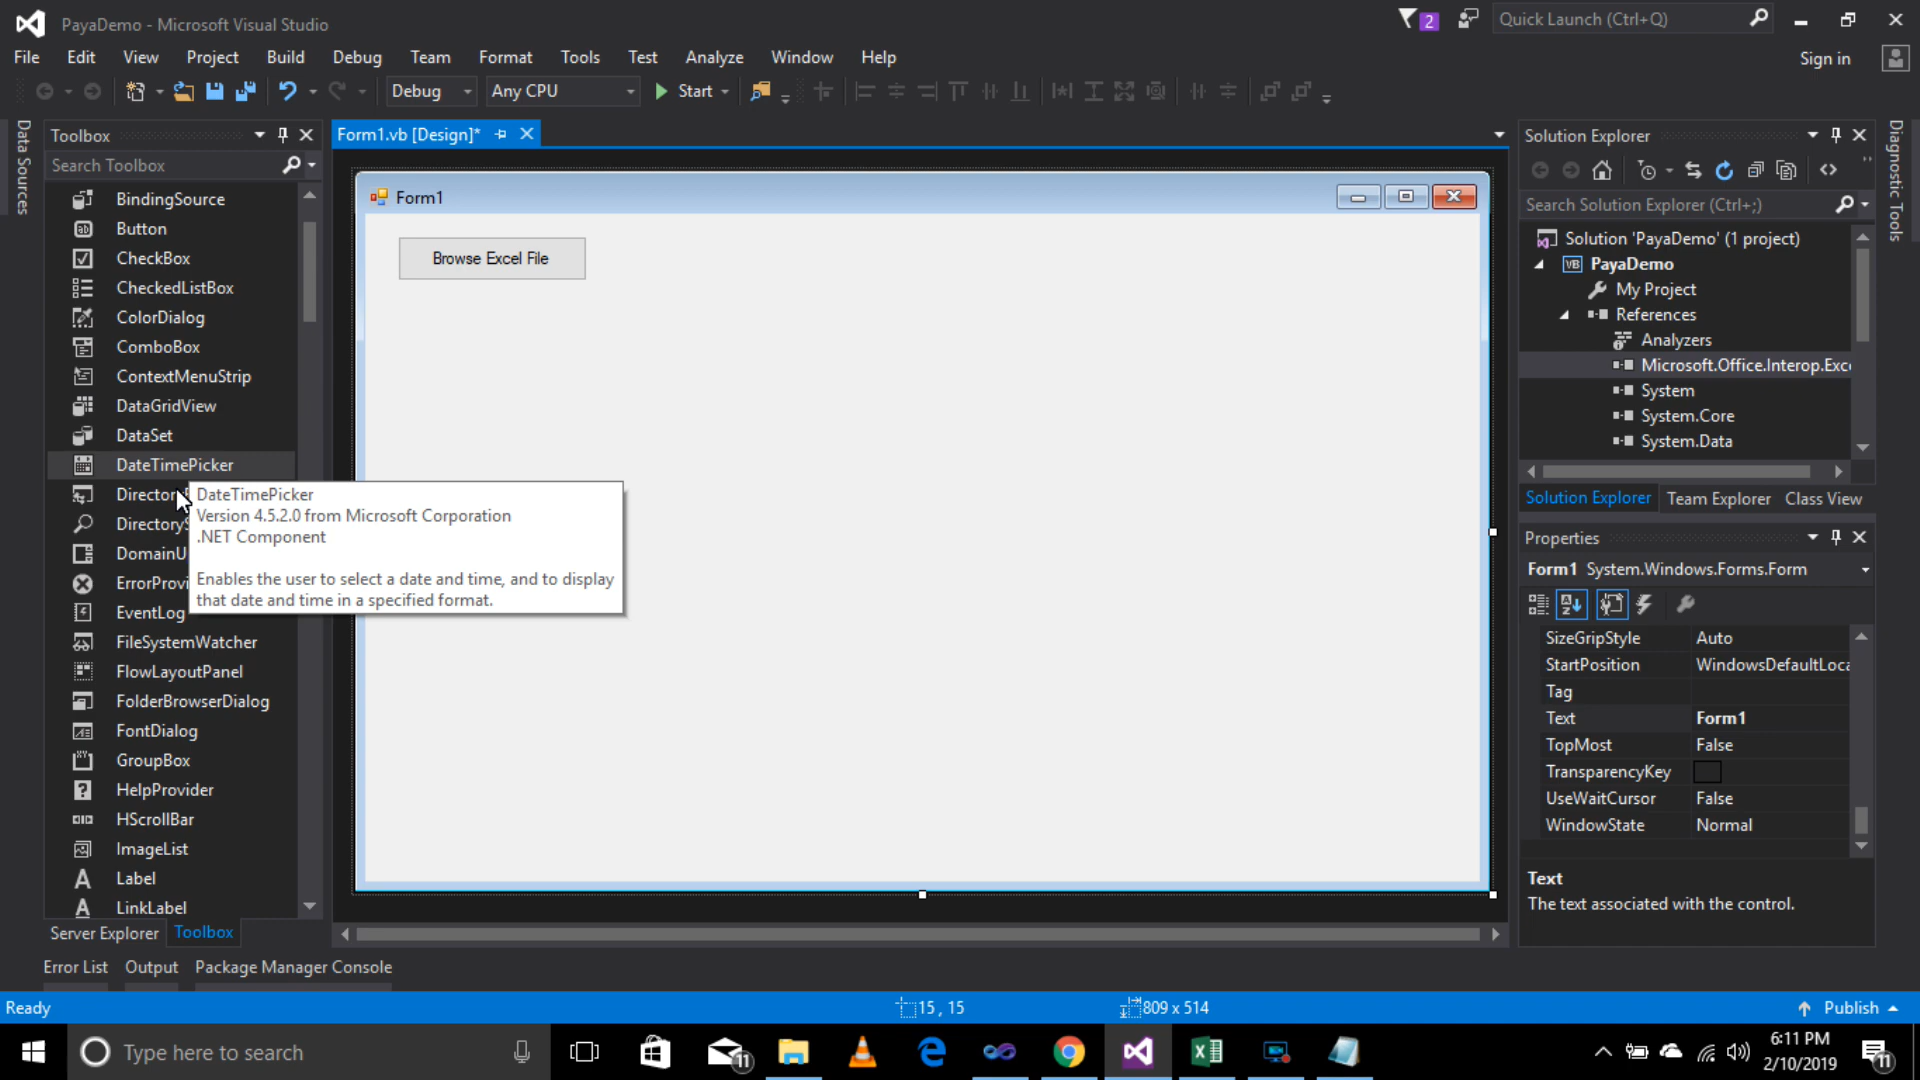 PayaDemo - Microsoft Visual Studio
2
Quick Launch (Ctrl+Q)
File Edit View Project Build Debug Team Format Tools Test Analyze Window Help
Sign in
Debug
Any CPU
Start
Data Sources
Toolbox
Search Toolbox
BindingSource
Button
CheckBox
CheckedListBox
ColorDialog
ComboBox
ContextMenuStrip
DataGridView
DataSet
DateTimePicker
Director
DirectoryS
DomainU
ErrorProvi
EventLog
FileSystemWatcher
FlowLayoutPanel
FolderBrowserDialog
FontDialog
GroupBox
HelpProvider
HScrollBar
ImageList
Label
LinkLabel
Server Explorer Toolbox
Form1.vb [Design]*
Form1
Browse Excel File
DateTimePicker
Version 4.5.2.0 from Microsoft Corporation
.NET Component
Enables the user to select a date and time, and to display
that date and time in a specified format.
Solution Explorer
Search Solution Explorer (Ctrl+;)
Solution 'PayaDemo' (1 project)
VB PayaDemo
My Project
References
Analyzers
Microsoft.Office.Interop.Exc
System
System.Core
System.Data
Solution Explorer Team Explorer Class View
Properties
Form1 System.Windows.Forms.Form
SizeGripStyle Auto
StartPosition WindowsDefaultLoca
Tag
Text Form1
TopMost False
TransparencyKey
UseWaitCursor False
WindowState Normal
Text
The text associated with the control.
Diagnostic Tools
Error List Output Package Manager Console
Ready
15 , 15
809 x 514
Publish
Type here to search
11
6:11 PM
2/10/2019
11